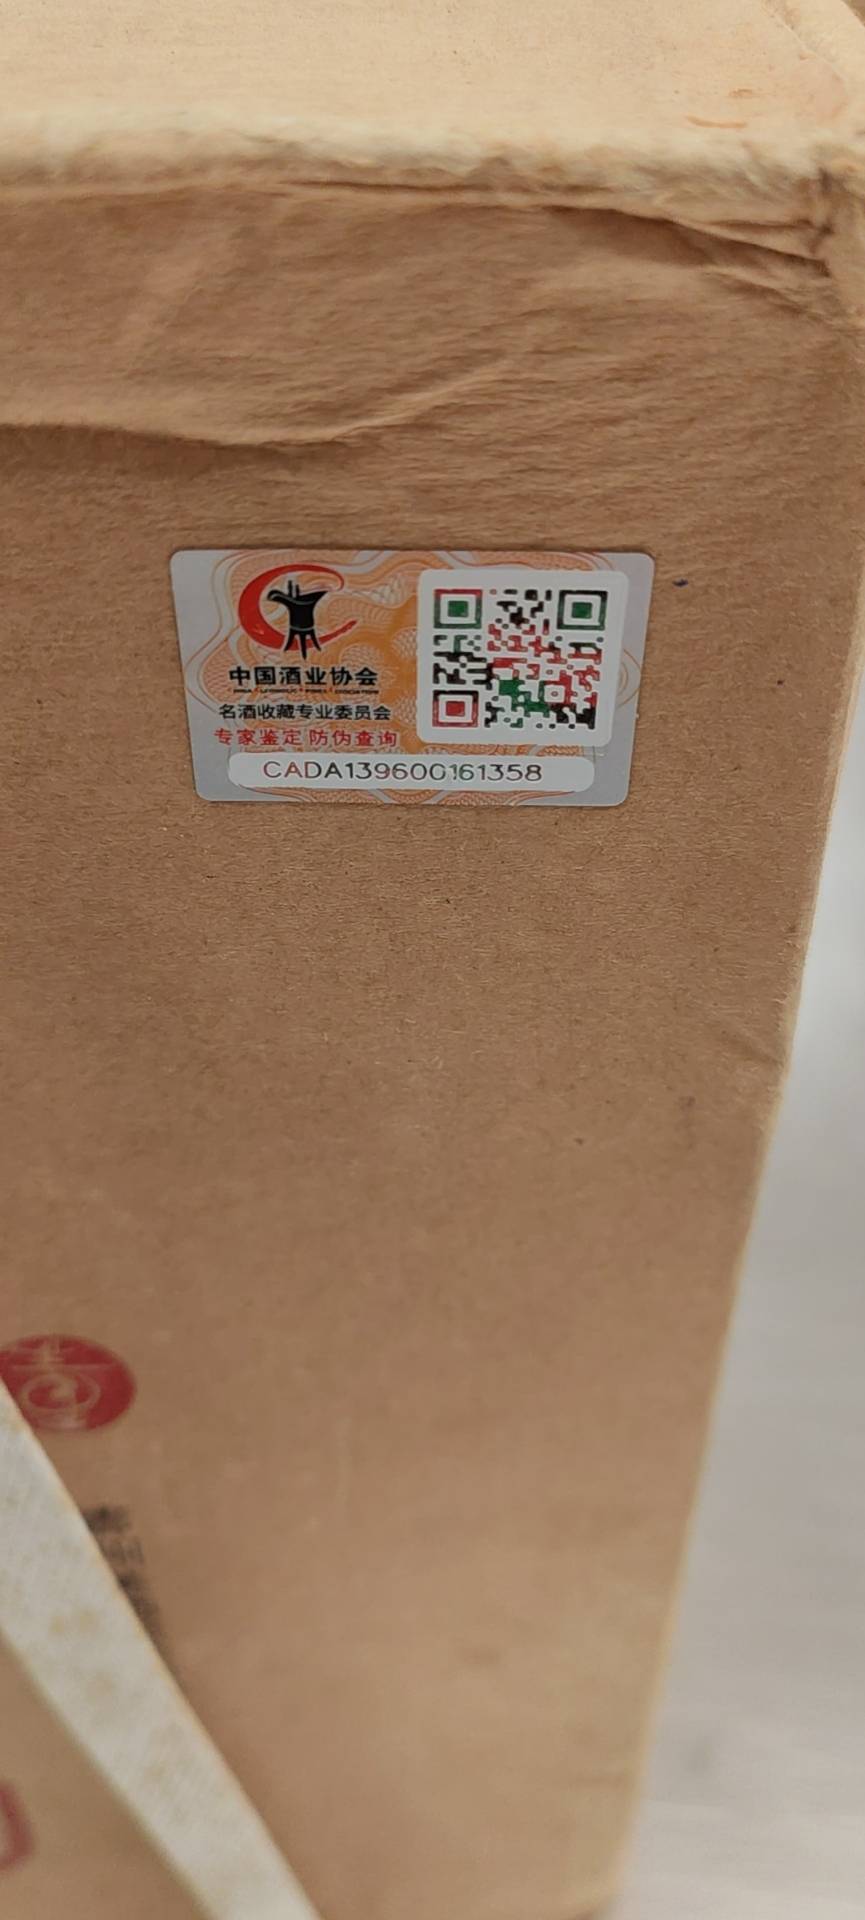 中国酒业协会
名酒收藏专业委员会
专家鉴定 防伪查询
CADA139600161358